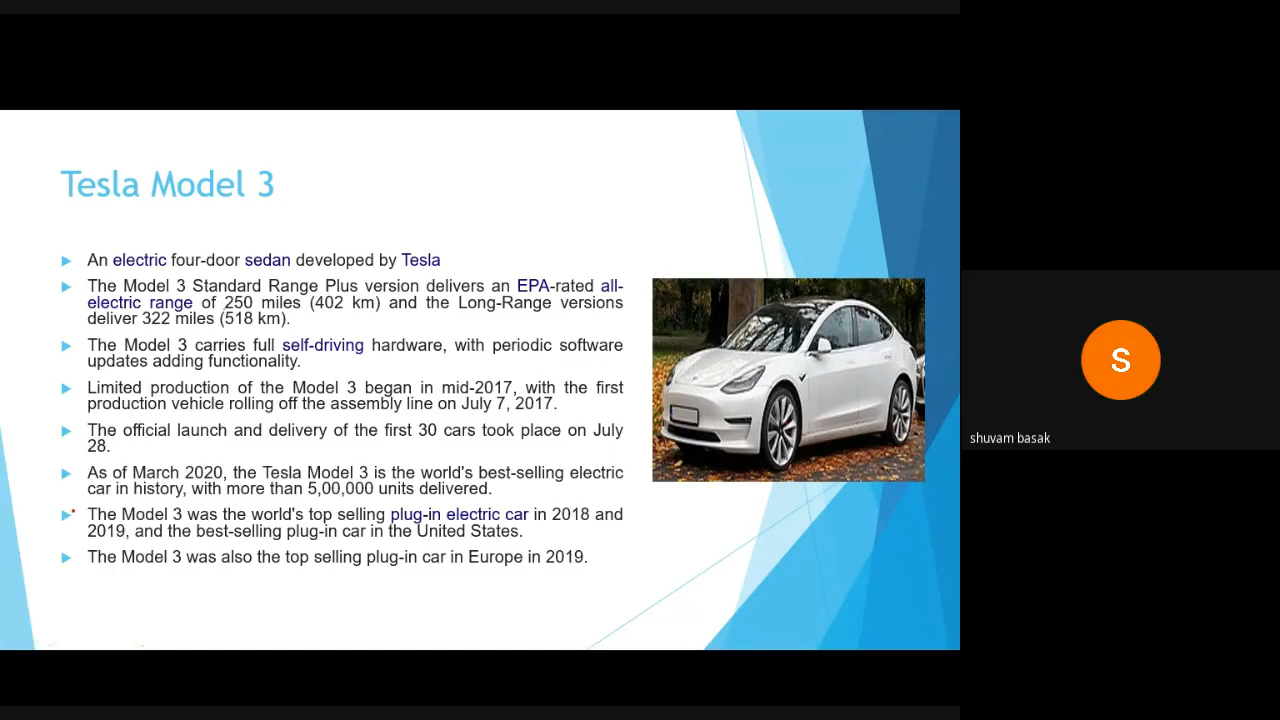 Tesla Model 3
An electric four-door sedan developed by Tesla
The Model 3 Standard Range Plus version delivers an EPA-rated all-
electric range of 250 miles (402 km) and the Long-Range versions
deliver 322 miles (518 km).
The Model 3 carries full self-driving hardware, with periodic software
updates adding functionality.
Limited production of the Model 3 began in mid-2017, with the first
production vehicle rolling off the assembly line on July 7, 2017.
The official launch and delivery of the first 30 cars took place on July
28.
As of March 2020, the Tesla Model 3 is the world's best-selling electric
car in history, with more than 5,00,000 units delivered.
The Model 3 was the world's top selling plug-in electric car in 2018 and
2019, and the best-selling plug-in car in the United States.
The Model 3 was also the top selling plug-in car in Europe in 2019.
S
shuvam basak